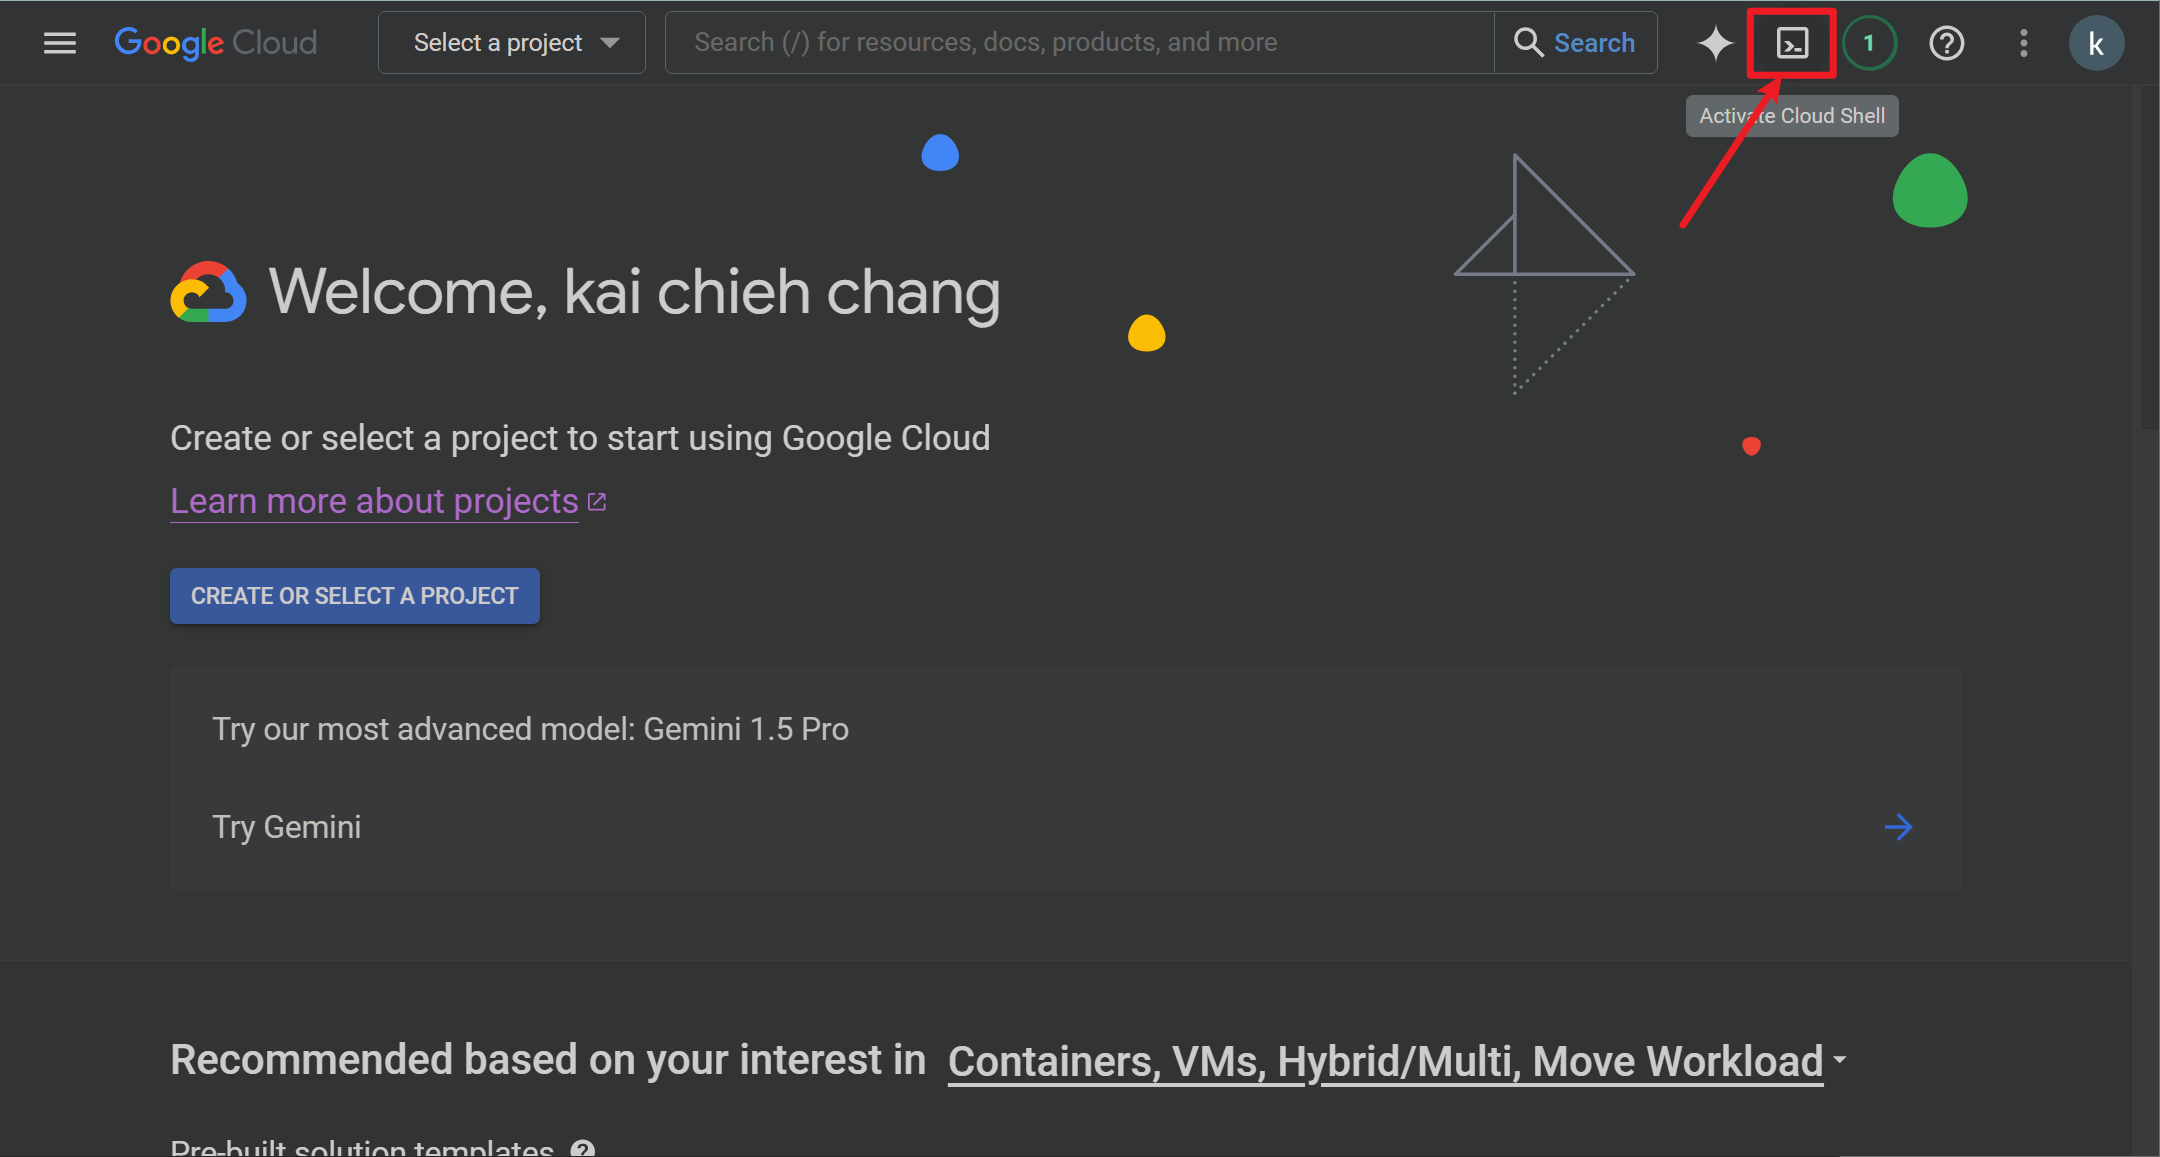 Google Cloud
Select a project
Search (/) for resources, docs, products, and more
Search
1
k
Activate Cloud Shell
Welcome, kai chieh chang
Create or select a project to start using Google Cloud
Learn more about projects
CREATE OR SELECT A PROJECT
Try our most advanced model: Gemini 1.5 Pro
Try Gemini
Recommended based on your interest in Containers, VMs, Hybrid/Multi, Move Workload
Pre-built solution templates